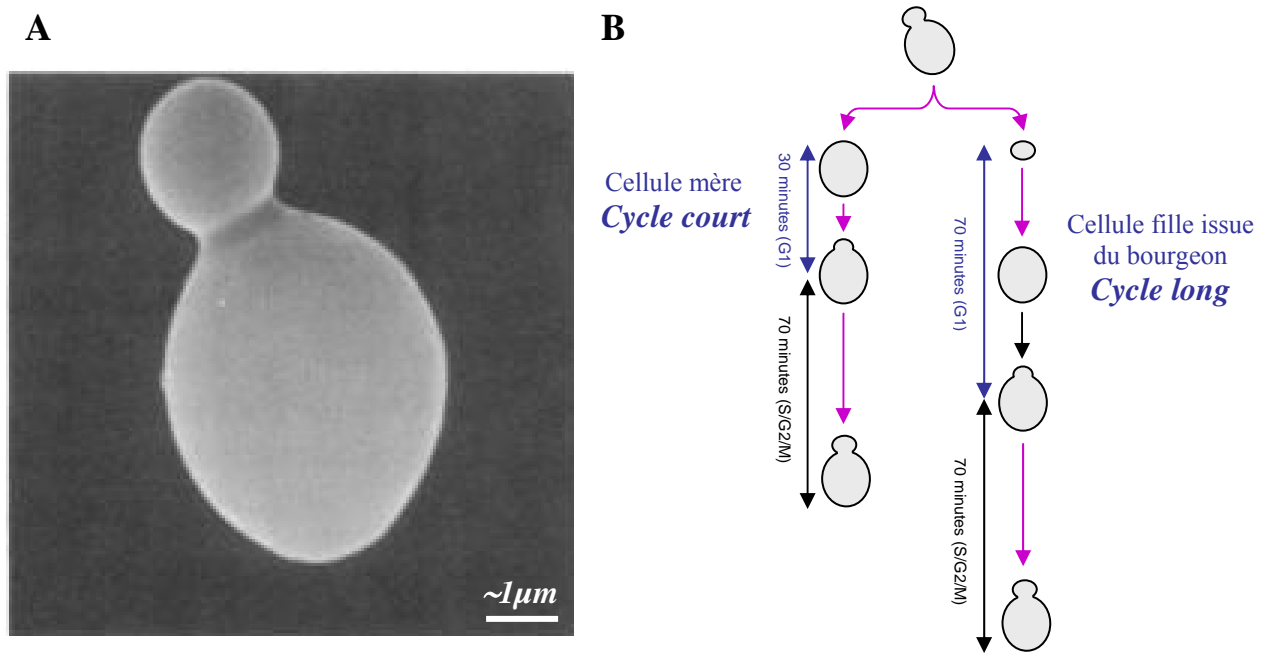 A
~1µm
B
Cellule mère
Cycle court
30 minutes (G1)
70 minutes (S/G2/M)
70 minutes (G1)
70 minutes (S/G2/M)
Cellule fille issue
du bourgeon
Cycle long